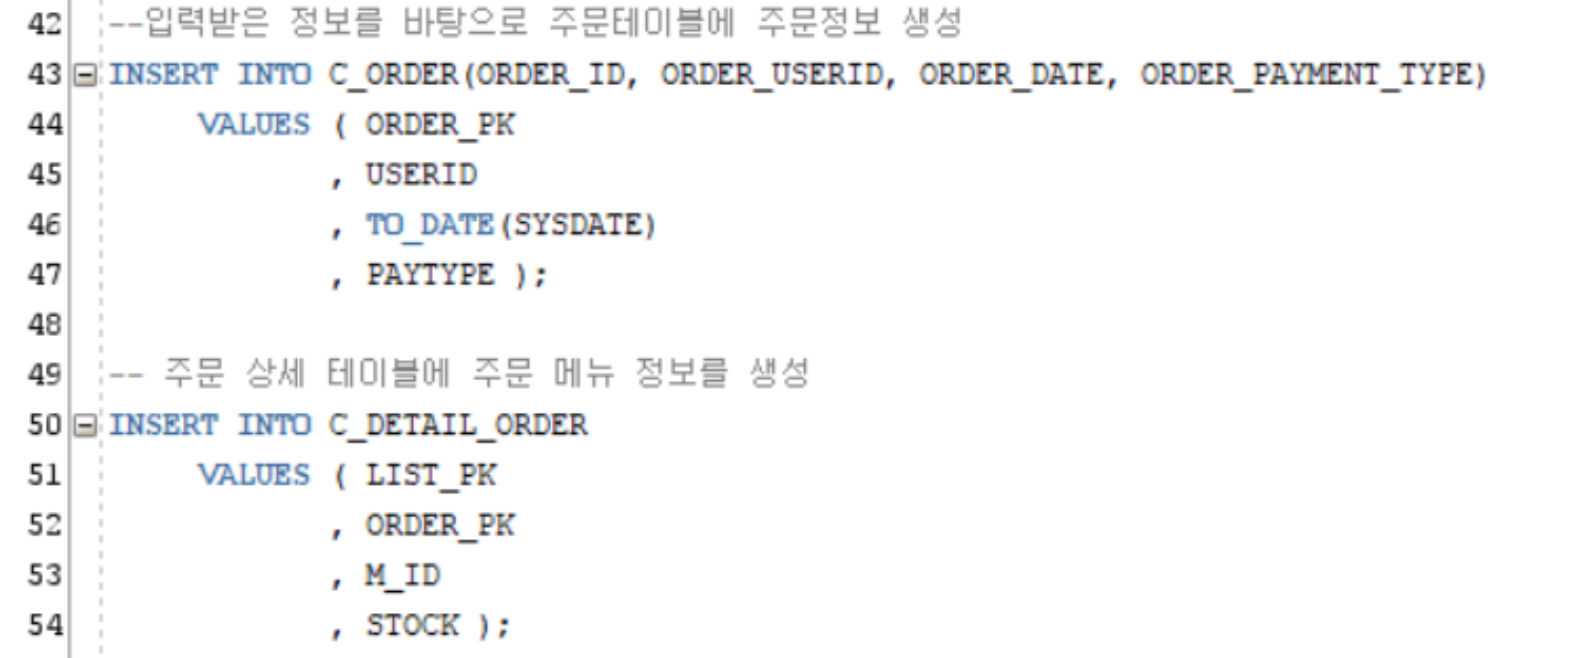 42 --입력받은 정보를 바탕으로 주문테이블에 주문정보 생성
43 INSERT INTO C_ORDER(ORDER_ID, ORDER_USERID, ORDER_DATE, ORDER_PAYMENT_TYPE)
44 VALUES ( ORDER_PK
45 , USERID
46 , TO_DATE(SYSDATE)
47 , PAYTYPE );
48
49 -- 주문 상세 테이블에 주문 메뉴 정보를 생성
50 INSERT INTO C_DETAIL_ORDER
51 VALUES ( LIST_PK
52 , ORDER_PK
53 , M_ID
54 , STOCK );